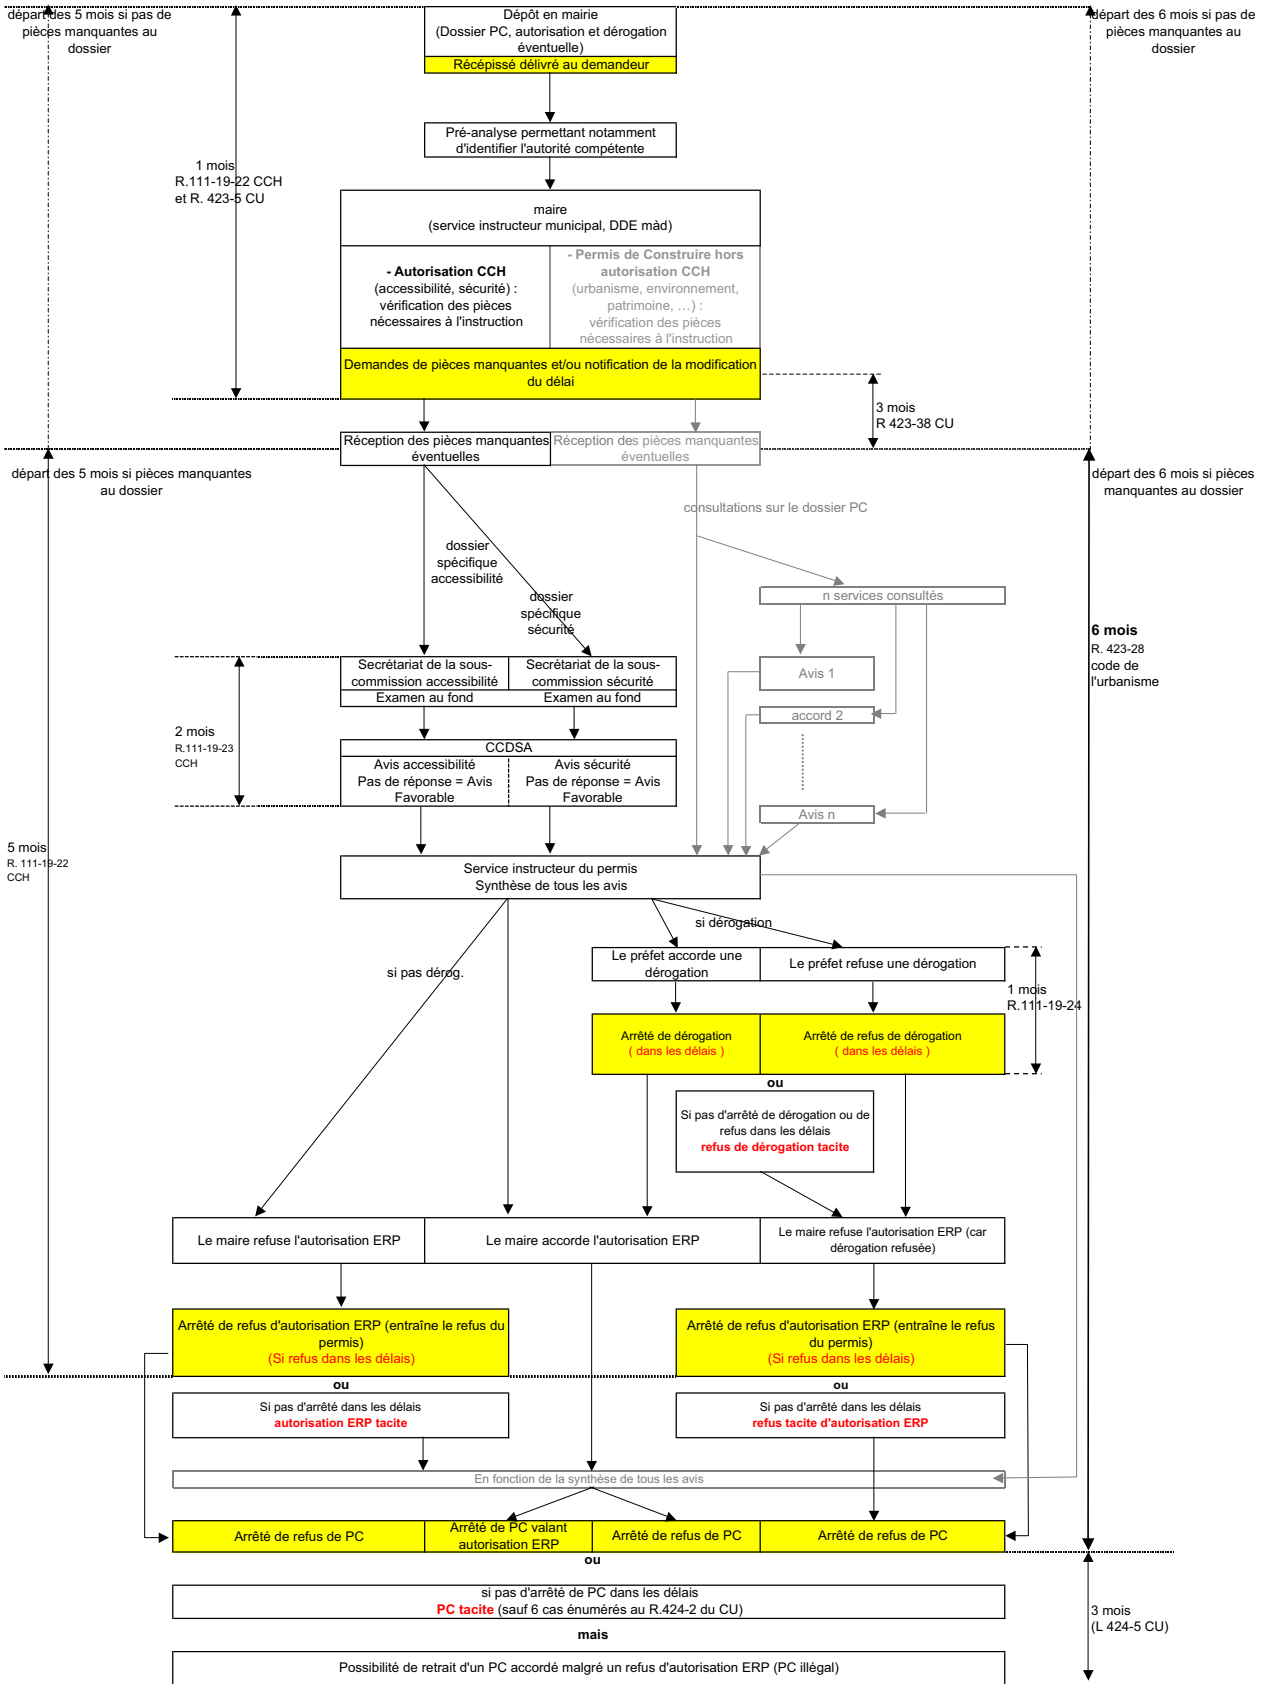 départ des 5 mois si pas de
pièces manquantes au
dossier
Dépôt en mairie
(Dossier PC, autorisation et dérogation
éventuelle)
Récépissé délivré au demandeur
départ des 6 mois si pas de
pièces manquantes au
dossier
Pré-analyse permettant notamment
d'identifier l'autorité compétente
1 mois
R.111-19-22 CCH
et R. 423-5 CU
maire
(service instructeur municipal, DDE màd)
- Autorisation CCH
(accessibilité, sécurité) :
vérification des pièces
nécessaires à l'instruction
- Permis de Construire hors
autorisation CCH
(urbanisme, environnement,
patrimoine, …) :
vérification des pièces
nécessaires à l'instruction
Demandes de pièces manquantes et/ou notification de la modification
du délai
3 mois
R 423-38 CU
Réception des pièces manquantes
éventuelles
Réception des pièces manquantes
éventuelles
départ des 5 mois si pièces manquantes
au dossier
départ des 6 mois si pièces
manquantes au dossier
consultations sur le dossier PC
dossier
spécifique
accessibilité
dossier
spécifique
sécurité
n services consultés
6 mois
R. 423-28
code de
l'urbanisme
Secrétariat de la sous-
commission accessibilité
Secrétariat de la sous-
commission sécurité
Examen au fond
Examen au fond
Avis 1
accord 2
2 mois
R.111-19-23
CCH
CCDSA
Avis accessibilité
Pas de réponse = Avis
Favorable
Avis sécurité
Pas de réponse = Avis
Favorable
Avis n
5 mois
R. 111-19-22
CCH
Service instructeur du permis
Synthèse de tous les avis
si dérogation
si pas dérog.
Le préfet accorde une
dérogation
Le préfet refuse une dérogation
1 mois
R.111-19-24
Arrêté de dérogation
( dans les délais )
Arrêté de refus de dérogation
( dans les délais )
ou
Si pas d'arrêté de dérogation ou de
refus dans les délais
refus de dérogation tacite
Le maire refuse l'autorisation ERP
Le maire accorde l'autorisation ERP
Le maire refuse l'autorisation ERP (car
dérogation refusée)
Arrêté de refus d'autorisation ERP (entraîne le refus du
permis)
(Si refus dans les délais)
Arrêté de refus d'autorisation ERP (entraîne le refus
du permis)
(Si refus dans les délais)
ou
ou
Si pas d'arrêté dans les délais
autorisation ERP tacite
Si pas d'arrêté dans les délais
refus tacite d'autorisation ERP
En fonction de la synthèse de tous les avis
Arrêté de refus de PC
Arrêté de PC valant
autorisation ERP
Arrêté de refus de PC
Arrêté de refus de PC
ou
si pas d'arrêté de PC dans les délais
PC tacite (sauf 6 cas énumérés au R.424-2 du CU)
mais
3 mois
(L 424-5 CU)
Possibilité de retrait d'un PC accordé malgré un refus d'autorisation ERP (PC illégal)